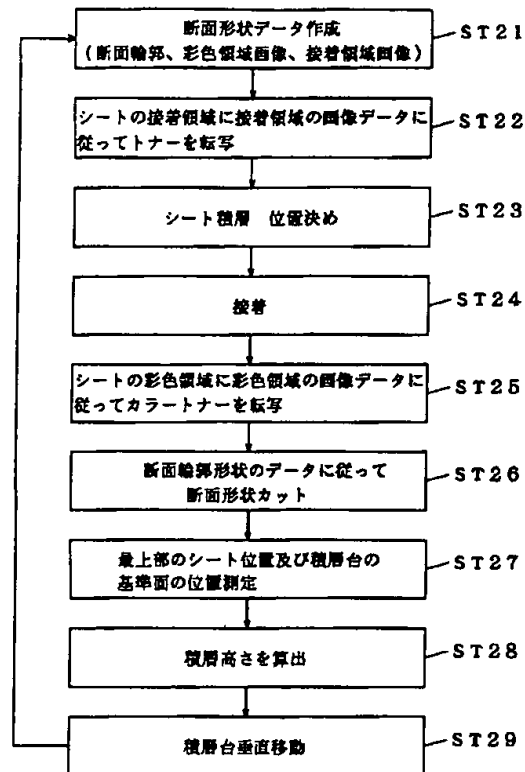 断面形状データ作成
(断面輪郭、彩色領域画像、接着領域画像)
ST21
シートの接着領域に接着領域の画像データに
従ってトナーを転写
ST22
シート積層 位置決め
ST23
接着
ST24
シートの彩色領域に彩色領域の画像データに
従ってカラートナーを転写
ST25
断面輪郭形状のデータに従って
断面形状カット
ST26
最上部のシート位置及び積層台の
基準面の位置測定
ST27
積層高さを算出
ST28
積層台垂直移動
ST29